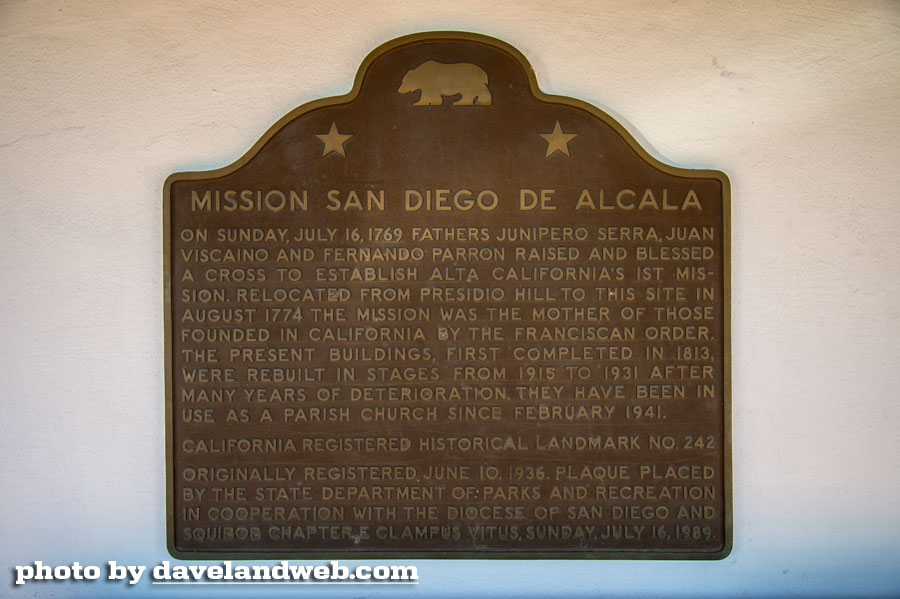 MISSION SAN DIEGO DE ALCALA
ON SUNDAY, JULY 16, 1769 FATHERS JUNIPERO SERRA, JUAN
VISCAINO AND FERNANDO PARRON RAISED AND BLESSED
A CROSS TO ESTABLISH ALTA CALIFORNIA'S 1ST MIS-
SION. RELOCATED FROM PRESIDIO HILL TO THIS SITE IN
AUGUST 1774 THE MISSION WAS THE MOTHER OF THOSE
FOUNDED IN CALIFORNIA BY THE FRANCISCAN ORDER.
THE PRESENT BUILDINGS, FIRST COMPLETED IN 1813,
WERE REBUILT IN STAGES FROM 1915 TO 1931 AFTER
MANY YEARS OF DETERIORATION. THEY HAVE BEEN IN
USE AS A PARISH CHURCH SINCE FEBRUARY 1941.
CALIFORNIA REGISTERED HISTORICAL LANDMARK NO. 242
ORIGINALLY REGISTERED, JUNE 10, 1936. PLAQUE PLACED
BY THE STATE DEPARTMENT OF PARKS AND RECREATION
IN COOPERATION WITH THE DIOCESE OF SAN DIEGO AND
SQUIBOB CHAPTER E CLAMPUS VITUS, SUNDAY, JULY 16, 1989.
photo by davelandweb.com